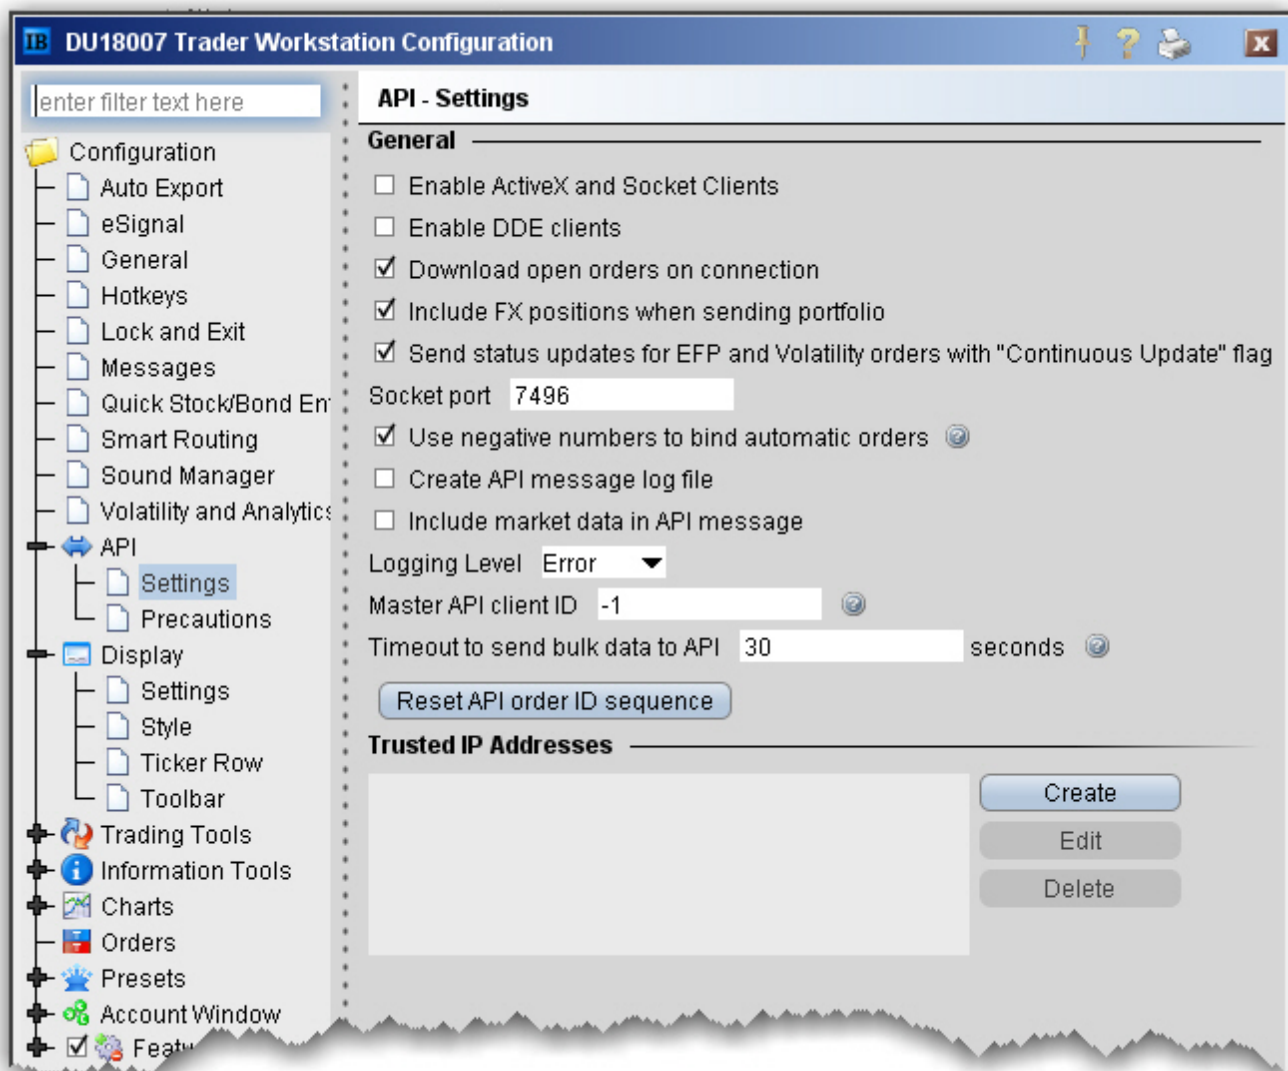 IB DU18007 Trader Workstation Configuration
enter filter text here
Configuration
Auto Export
eSignal
General
Hotkeys
Lock and Exit
Messages
Quick Stock/Bond
Smart Routing
Sound Manager
Volatility and Analytics
API
Settings
Precautions
Display
Settings
Style
Ticker Row
Toolbar
Trading Tools
Information Tools
Charts
Orders
Presets
Account Window
API - Settings
General
Enable ActiveX and Socket Clients
Enable DDE clients
Download open orders on connection
Include FX positions when sending portfolio
Send status updates for EFP and Volatility orders with "Continuous Update" flag
Socket port 7496
Use negative numbers to bind automatic orders ?
Create API message log file
Include market data in API message
Logging Level Error
Master API client ID -1 ?
Timeout to send bulk data to API 30 seconds ?
Reset API order ID sequence
Trusted IP Addresses
Create
Edit
Delete